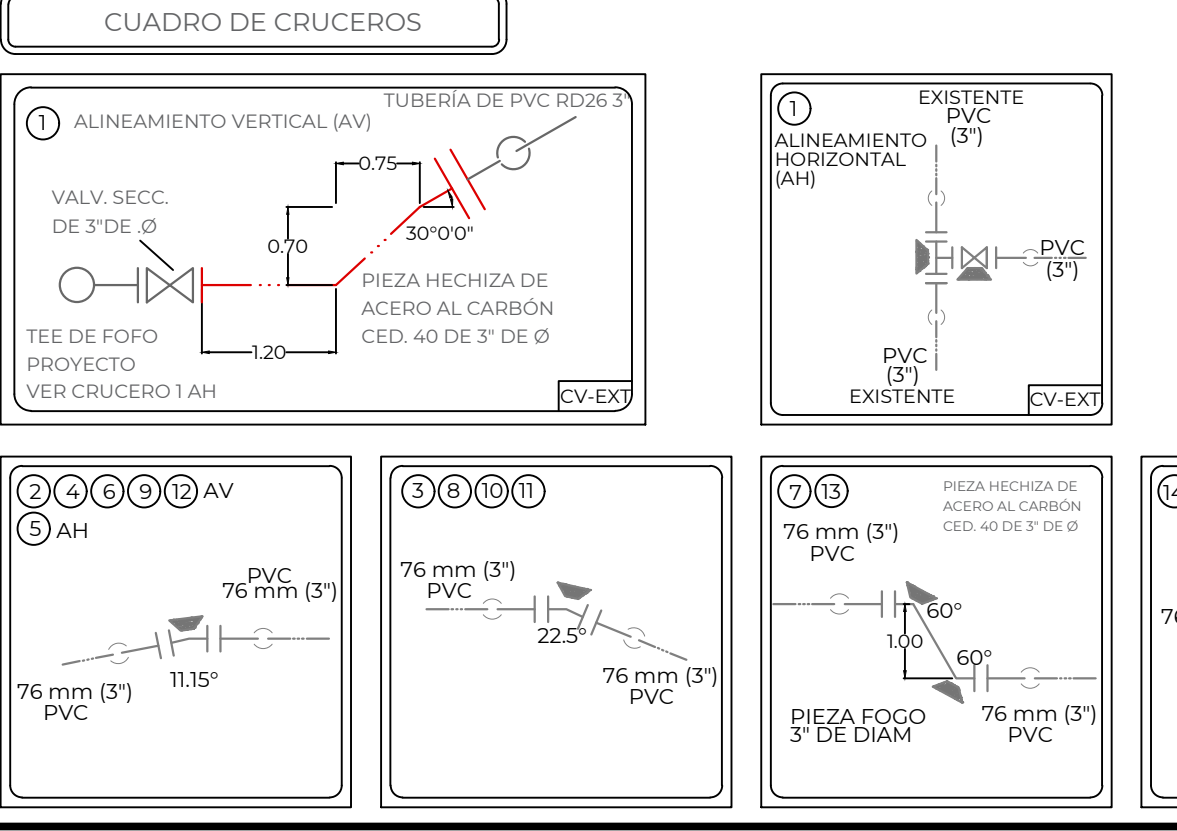 CUADRO DE CRUCEROS
1
ALINEAMIENTO VERTICAL (AV)
TUBERÍA DE PVC RD26 3"
0.75
VALV. SECC.
DE 3"DE .Ø
0.70
30°0'0"
PIEZA HECHIZA DE
ACERO AL CARBÓN
CED. 40 DE 3" DE Ø
TEE DE FOFO
PROYECTO
VER CRUCERO 1 AH
1.20
CV-EXT
1
ALINEAMIENTO
HORIZONTAL
(AH)
EXISTENTE
PVC
(3")
PVC
(3")
PVC
(3")
EXISTENTE
CV-EXT
2 4 6 9 12 AV
5 AH
PVC
76 mm (3")
11.15°
76 mm (3")
PVC
3 8 10 11
76 mm (3")
PVC
22.5°
76 mm (3")
PVC
7 13
PIEZA HECHIZA DE
ACERO AL CARBÓN
CED. 40 DE 3" DE Ø
76 mm (3")
PVC
60°
1.00
60°
PIEZA FOGO
3" DE DIAM
76 mm (3")
PVC